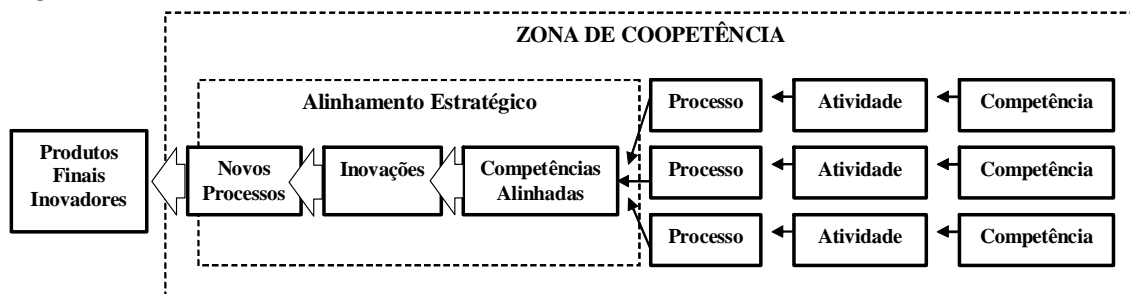 ZONA DE COOPETÊNCIA
Alinhamento Estratégico
Processo
Atividade
Competência
Produtos
Finais
Inovadores
Novos
Processos
Inovações
Competências
Alinhadas
Processo
Atividade
Competência
Processo
Atividade
Competência